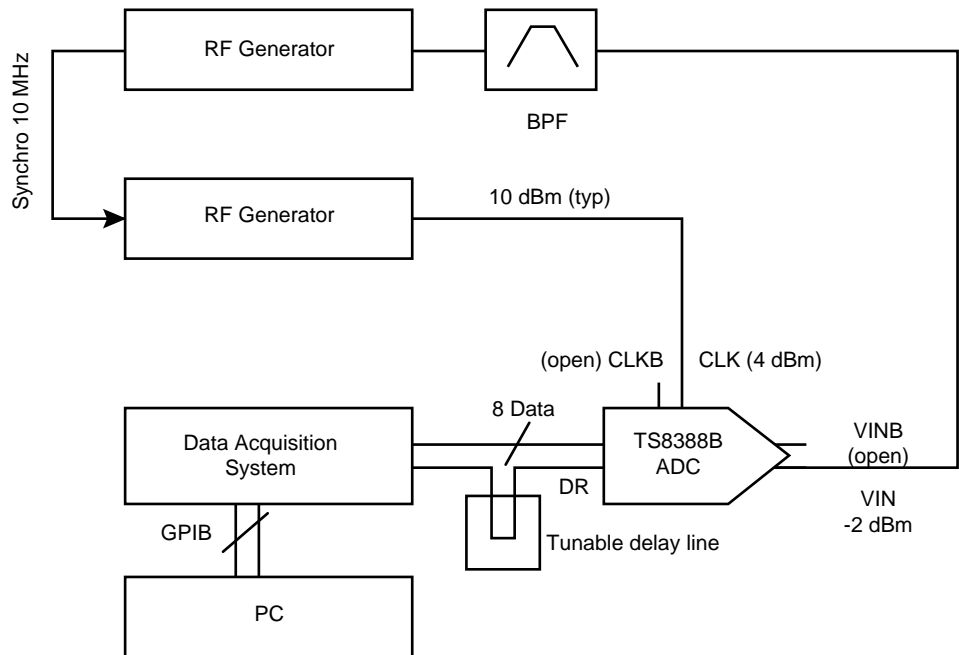 RF Generator
BPF
Synchro 10 MHz
RF Generator
10 dBm (typ)
(open) CLKB
CLK (4 dBm)
8 Data
Data Acquisition
System
TS8388B
ADC
VINB
(open)
DR
VIN
-2 dBm
GPIB
Tunable delay line
PC